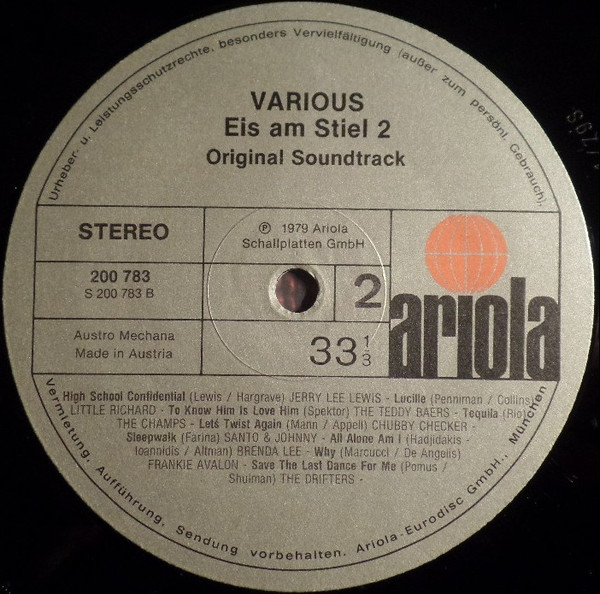 Urheber- u. Leistungsschutzrechte, besonders Vervielfältigung (außer zum persönl. Gebrauch),
VARIOUS
Eis am Stiel 2
Original Soundtrack
STEREO
℗ 1979 Ariola
Schallplatten GmbH
200 783
S 200 783 B
2
ariola
Austro Mechana
Made in Austria
33 1/3
High School Confidential (Lewis / Hargrave) JERRY LEE LEWIS - Lucille (Penniman / Collins)
LITTLE RICHARD - To Know Him Is Love Him (Spektor) THE TEDDY BAERS - Tequila (Rio)
THE CHAMPS - Letś Twist Again (Mann / Appell) CHUBBY CHECKER -
Sleepwalk (Farina) SANTO & JOHNNY - All Alone Am I (Hadjidakis -
Ioannidis / Altman) BRENDA LEE - Why (Marcucci / De Angelis)
FRANKIE AVALON - Save The Last Dance For Me (Pomus /
Shulman) THE DRIFTERS -
Vermietung, Aufführung, Sendung vorbehalten. Ariola-Eurodisc GmbH., München